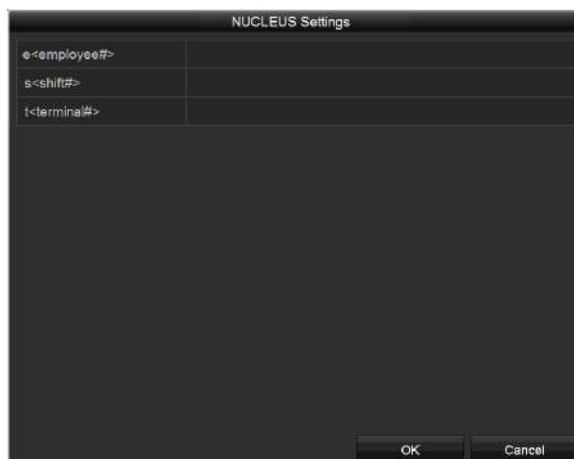 NUCLEUS Settings
e<employee#>
s<shift#>
t<terminal#>
OK Cancel